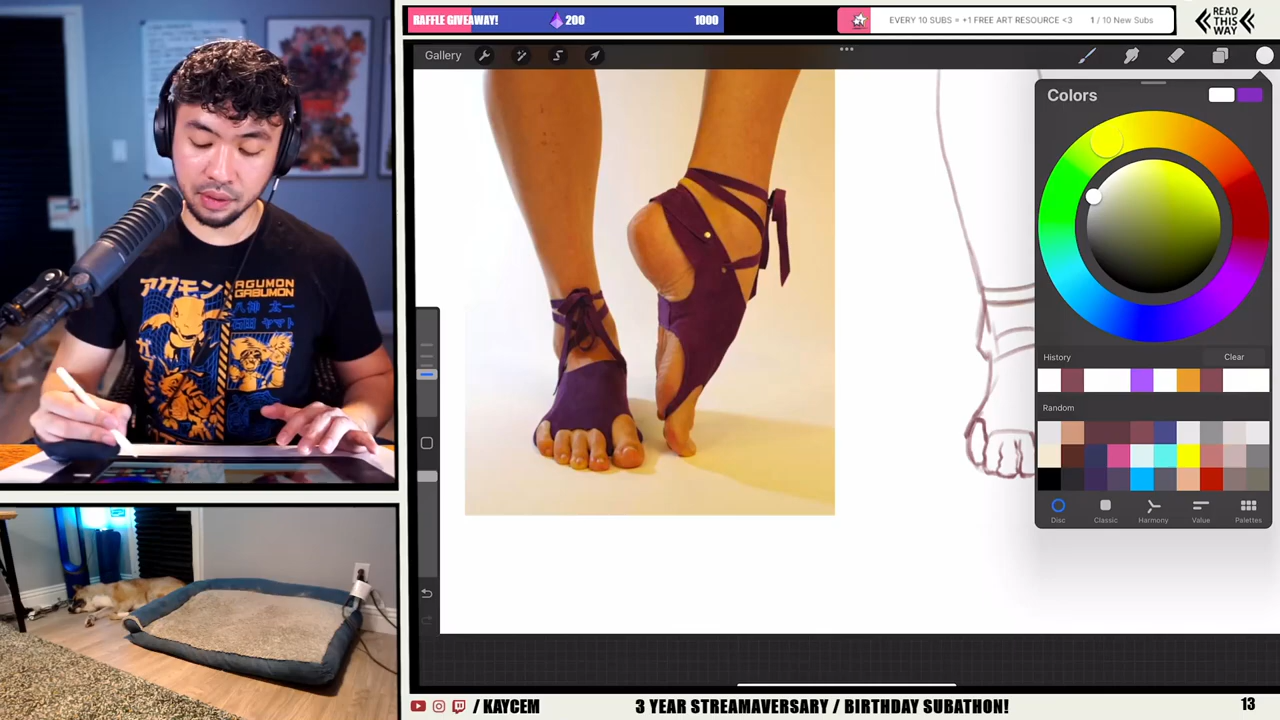 RAFFLE GIVEAWAY!
200
1000
EVERY 10 SUBS = +1 FREE ART RESOURCE <3
1 / 10 New Subs
READ
THIS
WAY
Gallery
Colors
History
Clear
Random
Disc
Classic
Harmony
Value
Palettes
アグモン
AGUMON
GABUMON
/ KAYCEM
3 YEAR STREAMAVERSARY / BIRTHDAY SUBATHON!
13